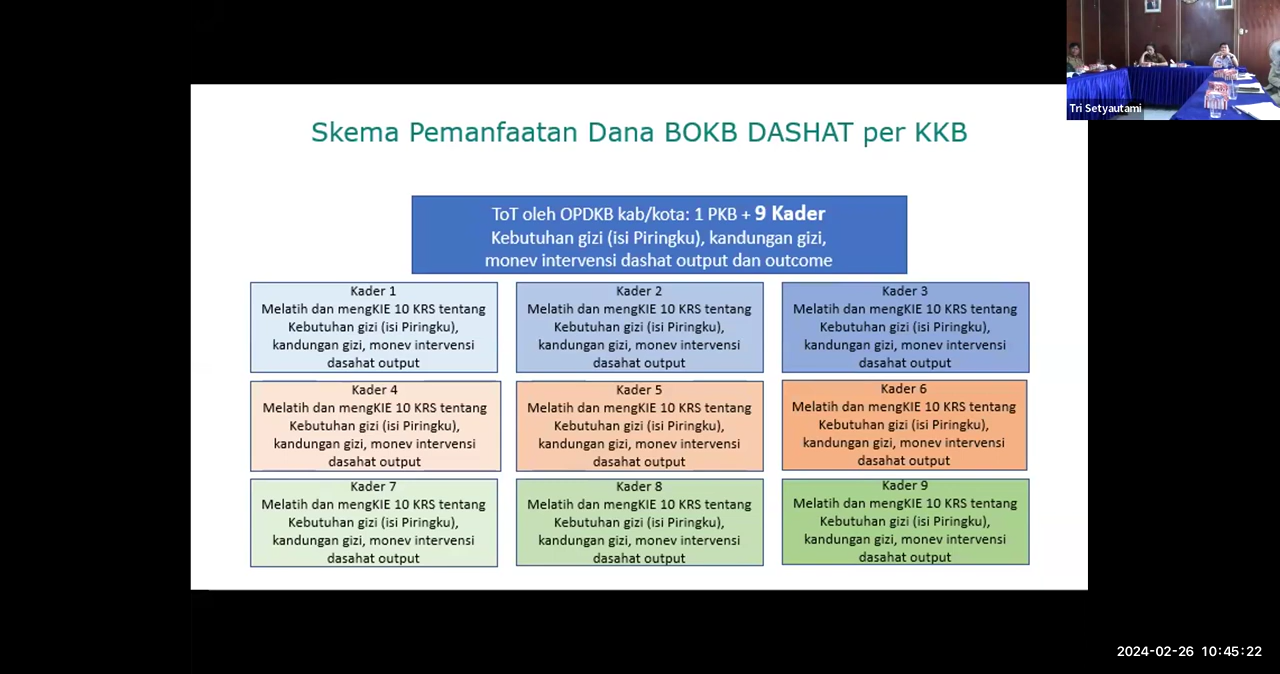 Tri Setyautami
Skema Pemanfaatan Dana BOKB DASHAT per KKB
ToT oleh OPDKB kab/kota: 1 PKB + 9 Kader
Kebutuhan gizi (isi Piringku), kandungan gizi,
monev intervensi dashat output dan outcome
Kader 1
Melatih dan mengKIE 10 KRS tentang
Kebutuhan gizi (isi Piringku),
kandungan gizi, monev intervensi
dasahat output
Kader 2
Melatih dan mengKIE 10 KRS tentang
Kebutuhan gizi (isi Piringku),
kandungan gizi, monev intervensi
dasahat output
Kader 3
Melatih dan mengKIE 10 KRS tentang
Kebutuhan gizi (isi Piringku),
kandungan gizi, monev intervensi
dasahat output
Kader 4
Melatih dan mengKIE 10 KRS tentang
Kebutuhan gizi (isi Piringku),
kandungan gizi, monev intervensi
dasahat output
Kader 5
Melatih dan mengKIE 10 KRS tentang
Kebutuhan gizi (isi Piringku),
kandungan gizi, monev intervensi
dasahat output
Kader 6
Melatih dan mengKIE 10 KRS tentang
Kebutuhan gizi (isi Piringku),
kandungan gizi, monev intervensi
dasahat output
Kader 7
Melatih dan mengKIE 10 KRS tentang
Kebutuhan gizi (isi Piringku),
kandungan gizi, monev intervensi
dasahat output
Kader 8
Melatih dan mengKIE 10 KRS tentang
Kebutuhan gizi (isi Piringku),
kandungan gizi, monev intervensi
dasahat output
Kader 9
Melatih dan mengKIE 10 KRS tentang
Kebutuhan gizi (isi Piringku),
kandungan gizi, monev intervensi
dasahat output
2024-02-26 10:45:22